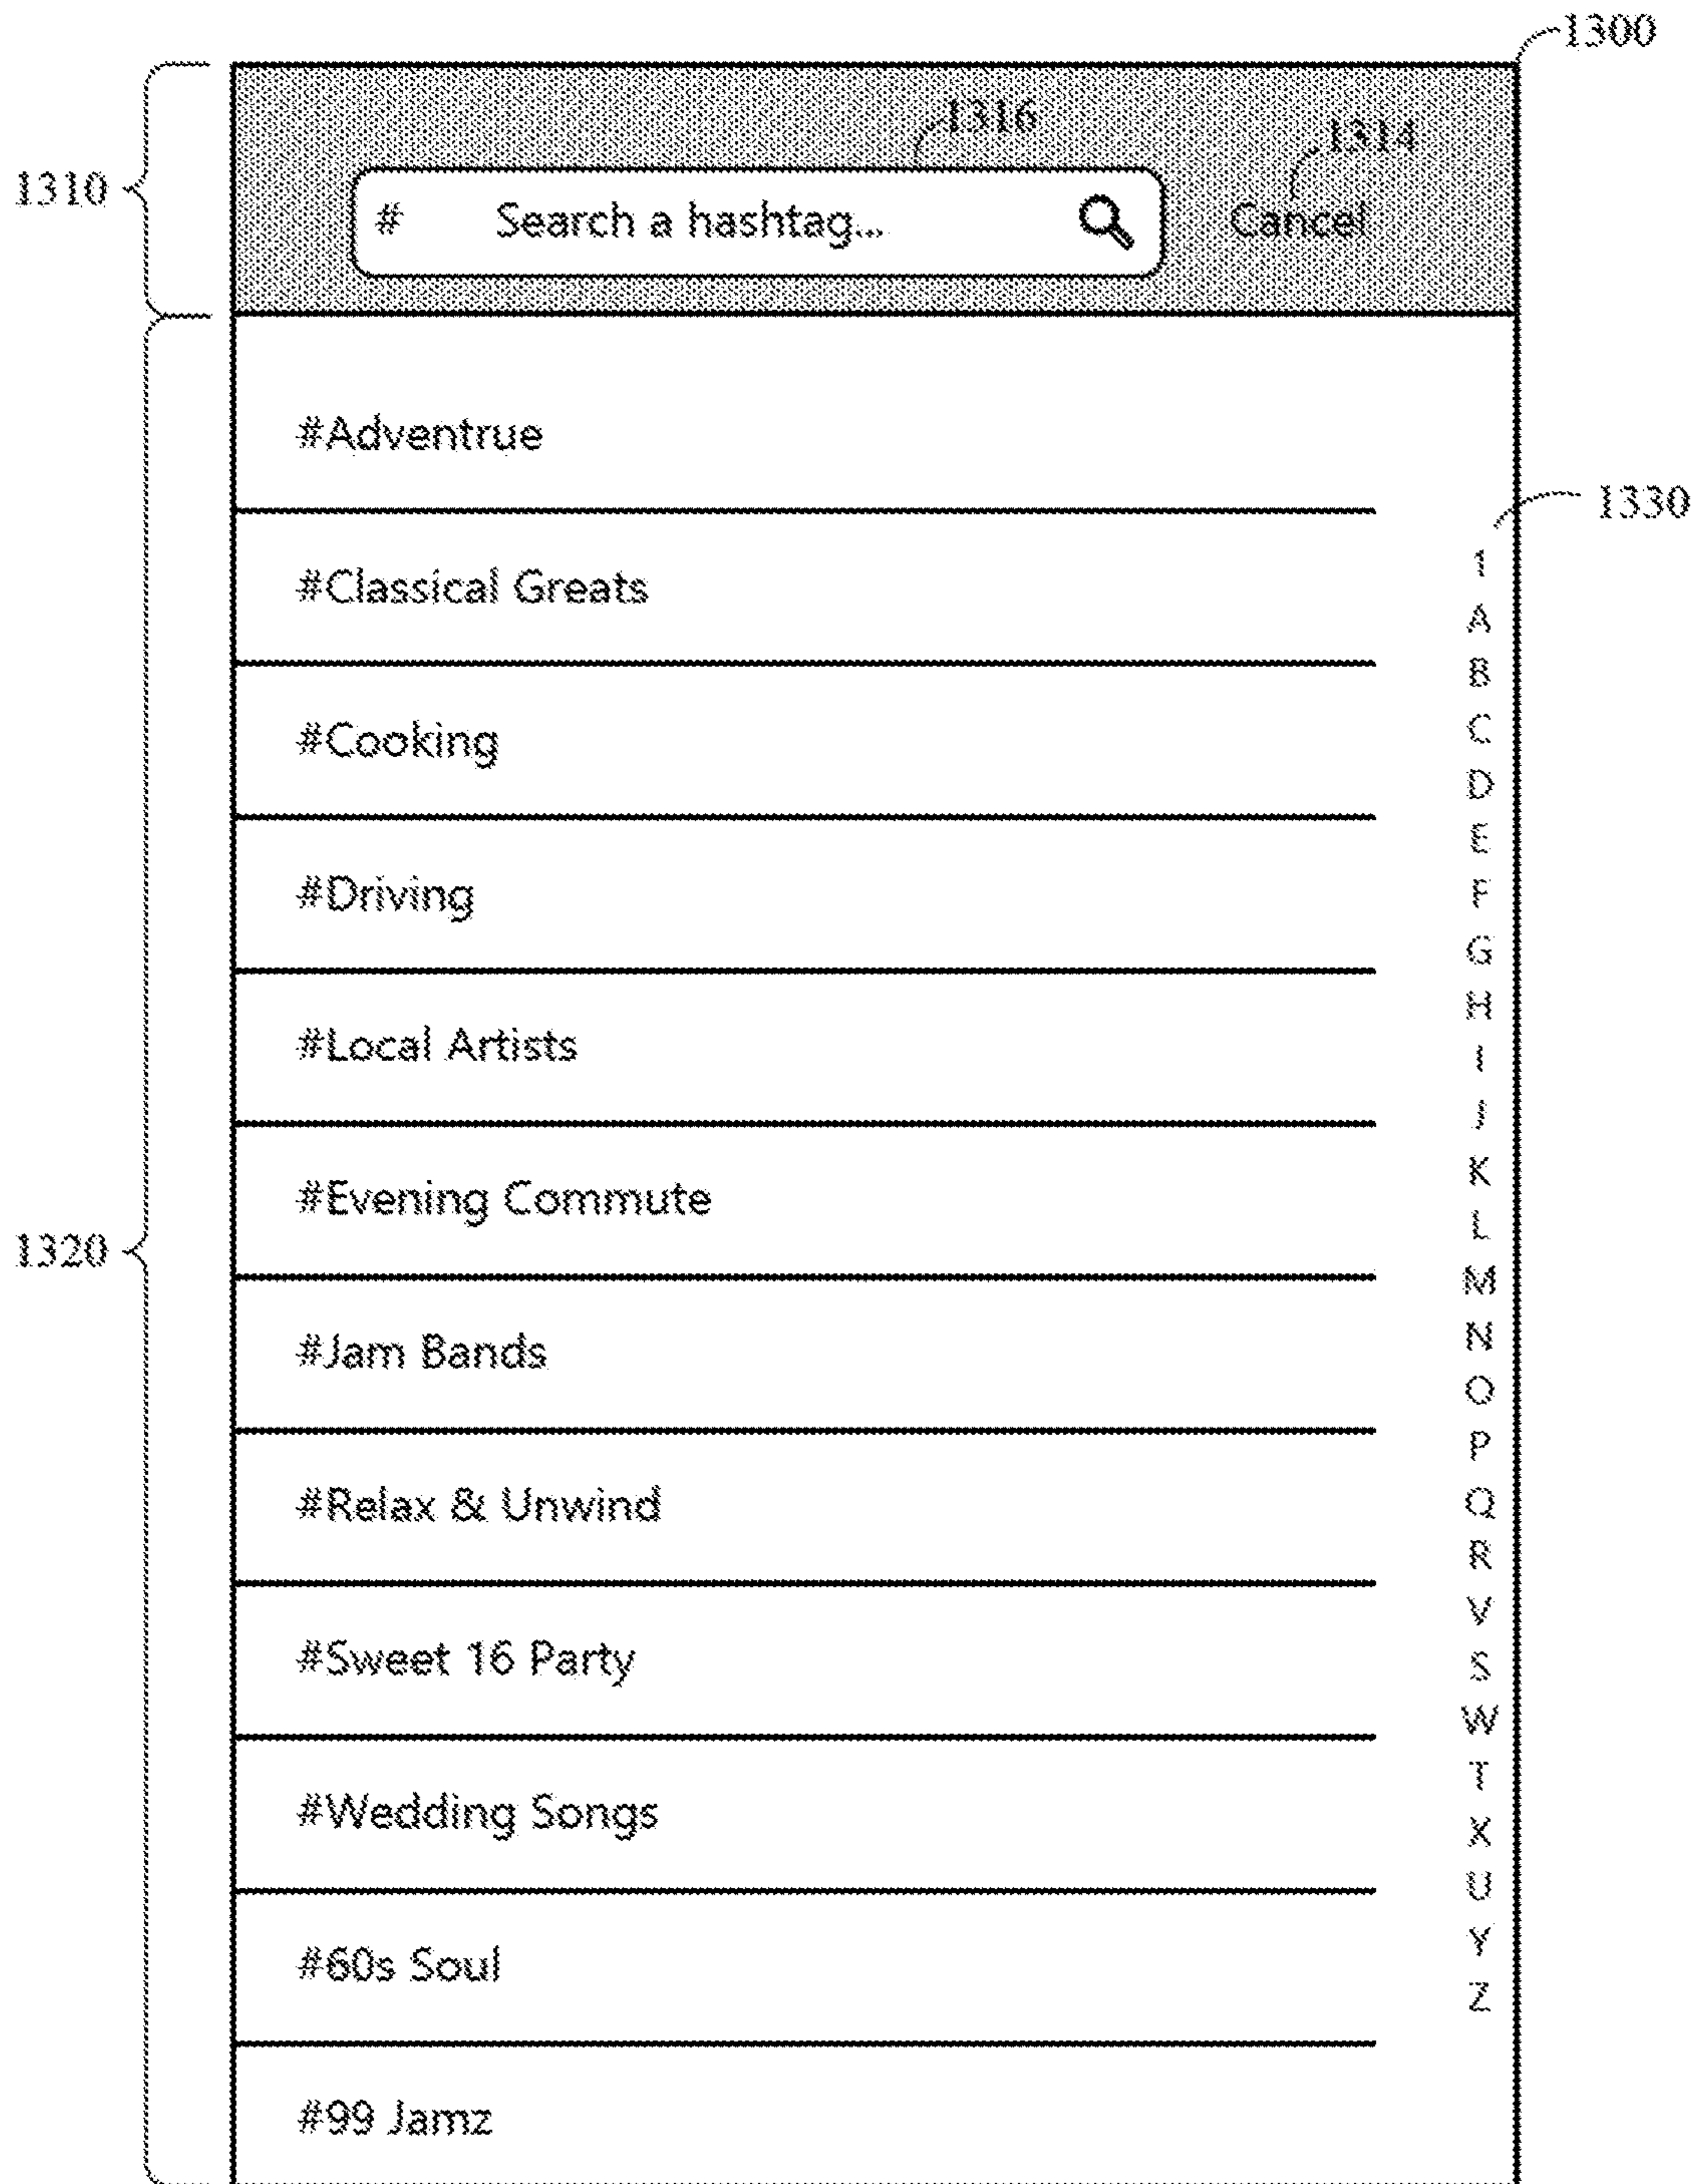 1300
1316
1314
1310
# Search a hashtag... Cancel
#Adventrue
1330
1
#Classical Greats
A
B
C
#Cooking
D
E
#Driving
F
G
H
#Local Artists
I
J
K
#Evening Commute
L
1320
M
N
#Jam Bands
O
P
Q
#Relax & Unwind
R
V
#Sweet 16 Party
S
W
T
#Wedding Songs
X
U
Y
#60s Soul
Z
#99 Jamz